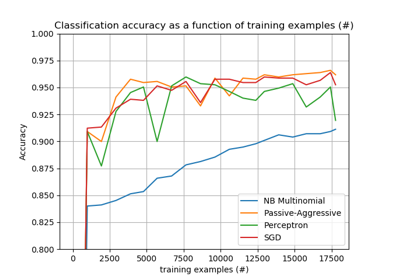 Classification accuracy as a function of training examples (#)
1.000
0.975
0.950
0.925
0.900
0.875
0.850
0.825
0.800
Accuracy
NB Multinomial
Passive-Aggressive
Perceptron
SGD
0 2500 5000 7500 10000 12500 15000 17500
training examples (#)